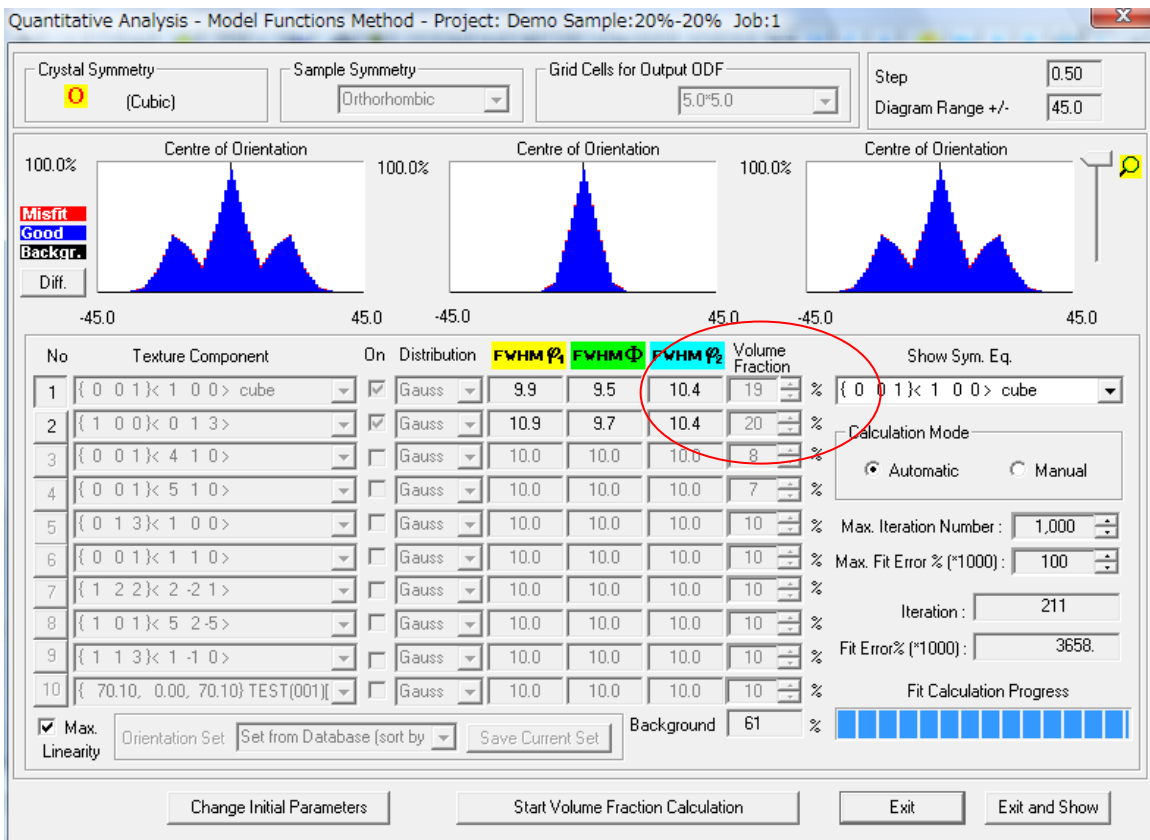 Quantitative Analysis - Model Functions Method - Project: Demo Sample:20%-20% Job:1
X
Crystal Symmetry
O (Cubic)
Sample Symmetry
Orthorhombic
Grid Cells for Output ODF
5.0*5.0
Step 0.50
Diagram Range +/- 45.0
Centre of Orientation Centre of Orientation Centre of Orientation
100.0% 100.0% 100.0%
Misfit
Good
Backgr.
Diff.
-45.0 45.0 -45.0 45.0 -45.0 45.0
No Texture Component On Distribution FWHM φ1 FWHM Φ FWHM φ2 Volume Fraction Show Sym. Eq.
1 { 0 0 1}< 1 0 0> cube Gauss 9.9 9.5 10.4 19 % { 0 0 1}< 1 0 0> cube
2 { 1 0 0}< 0 1 3> Gauss 10.9 9.7 10.4 20 %
3 { 0 0 1}< 4 1 0> Gauss 10.0 10.0 10.0 8 %
4 { 0 0 1}< 5 1 0> Gauss 10.0 10.0 10.0 7 %
5 { 0 1 3}< 1 0 0> Gauss 10.0 10.0 10.0 10 %
6 { 0 0 1}< 1 1 0> Gauss 10.0 10.0 10.0 10 %
7 { 1 2 2}< 2 -2 1> Gauss 10.0 10.0 10.0 10 %
8 { 1 0 1}< 5 2 -5> Gauss 10.0 10.0 10.0 10 %
9 { 1 1 3}< 1 -1 0> Gauss 10.0 10.0 10.0 10 %
10 { 70.10, 0.00, 70.10} TEST(001)[ Gauss 10.0 10.0 10.0 10 %
Calculation Mode
Automatic Manual
Max. Iteration Number : 1,000
Max. Fit Error % (*1000) : 100
Iteration : 211
Fit Error% (*1000) : 3658.
Fit Calculation Progress
Max. Linearity
Orientation Set Set from Database (sort by Save Current Set
Background 61 %
Change Initial Parameters Start Volume Fraction Calculation Exit Exit and Show